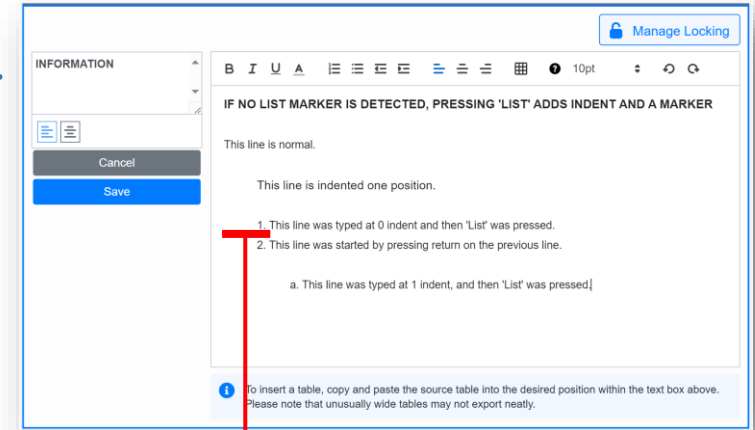 Manage Locking
INFORMATION
Cancel
Save
B I U A 10pt
IF NO LIST MARKER IS DETECTED, PRESSING 'LIST' ADDS INDENT AND A MARKER
This line is normal.
This line is indented one position.
1. This line was typed at 0 indent and then 'List' was pressed.
2. This line was started by pressing return on the previous line.
a. This line was typed at 1 indent, and then 'List' was pressed.
To insert a table, copy and paste the source table into the desired position within the text box above.
Please note that unusually wide tables may not export neatly.